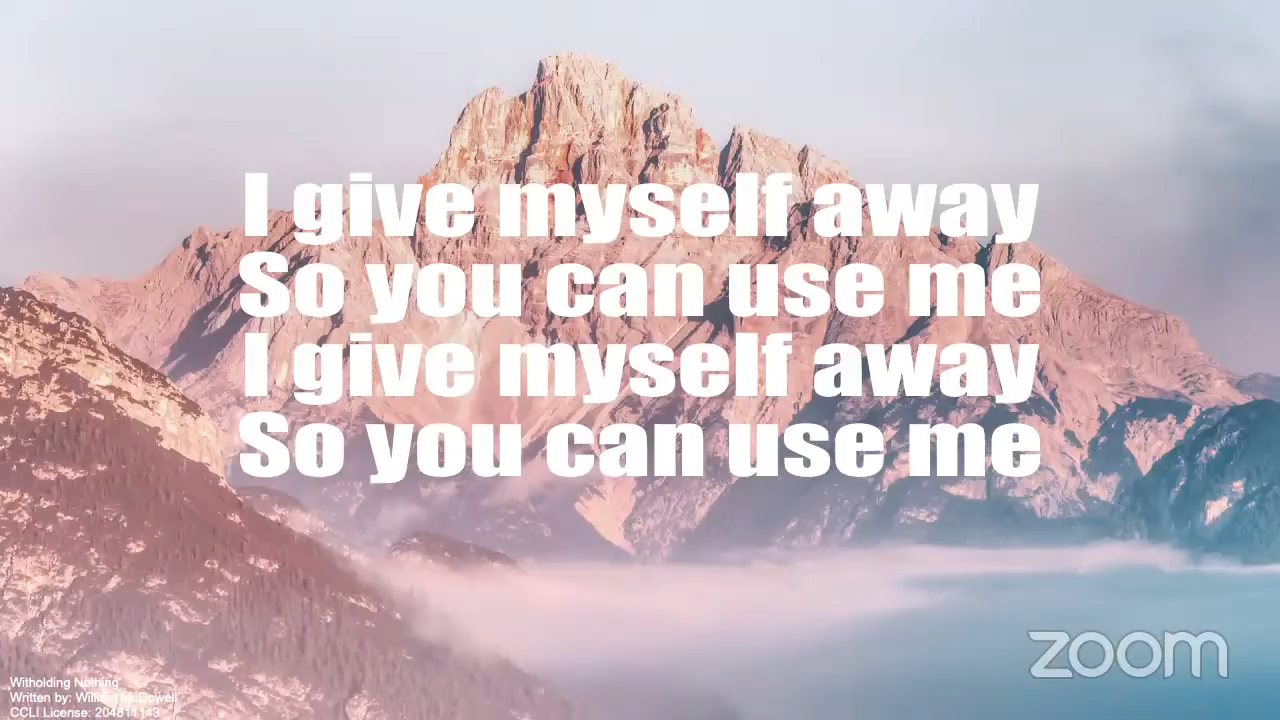 I give myself away
So you can use me
I give myself away
So you can use me
zoom
Witholding Nothing
Written by: William McDowell
CCLI License: 204811143